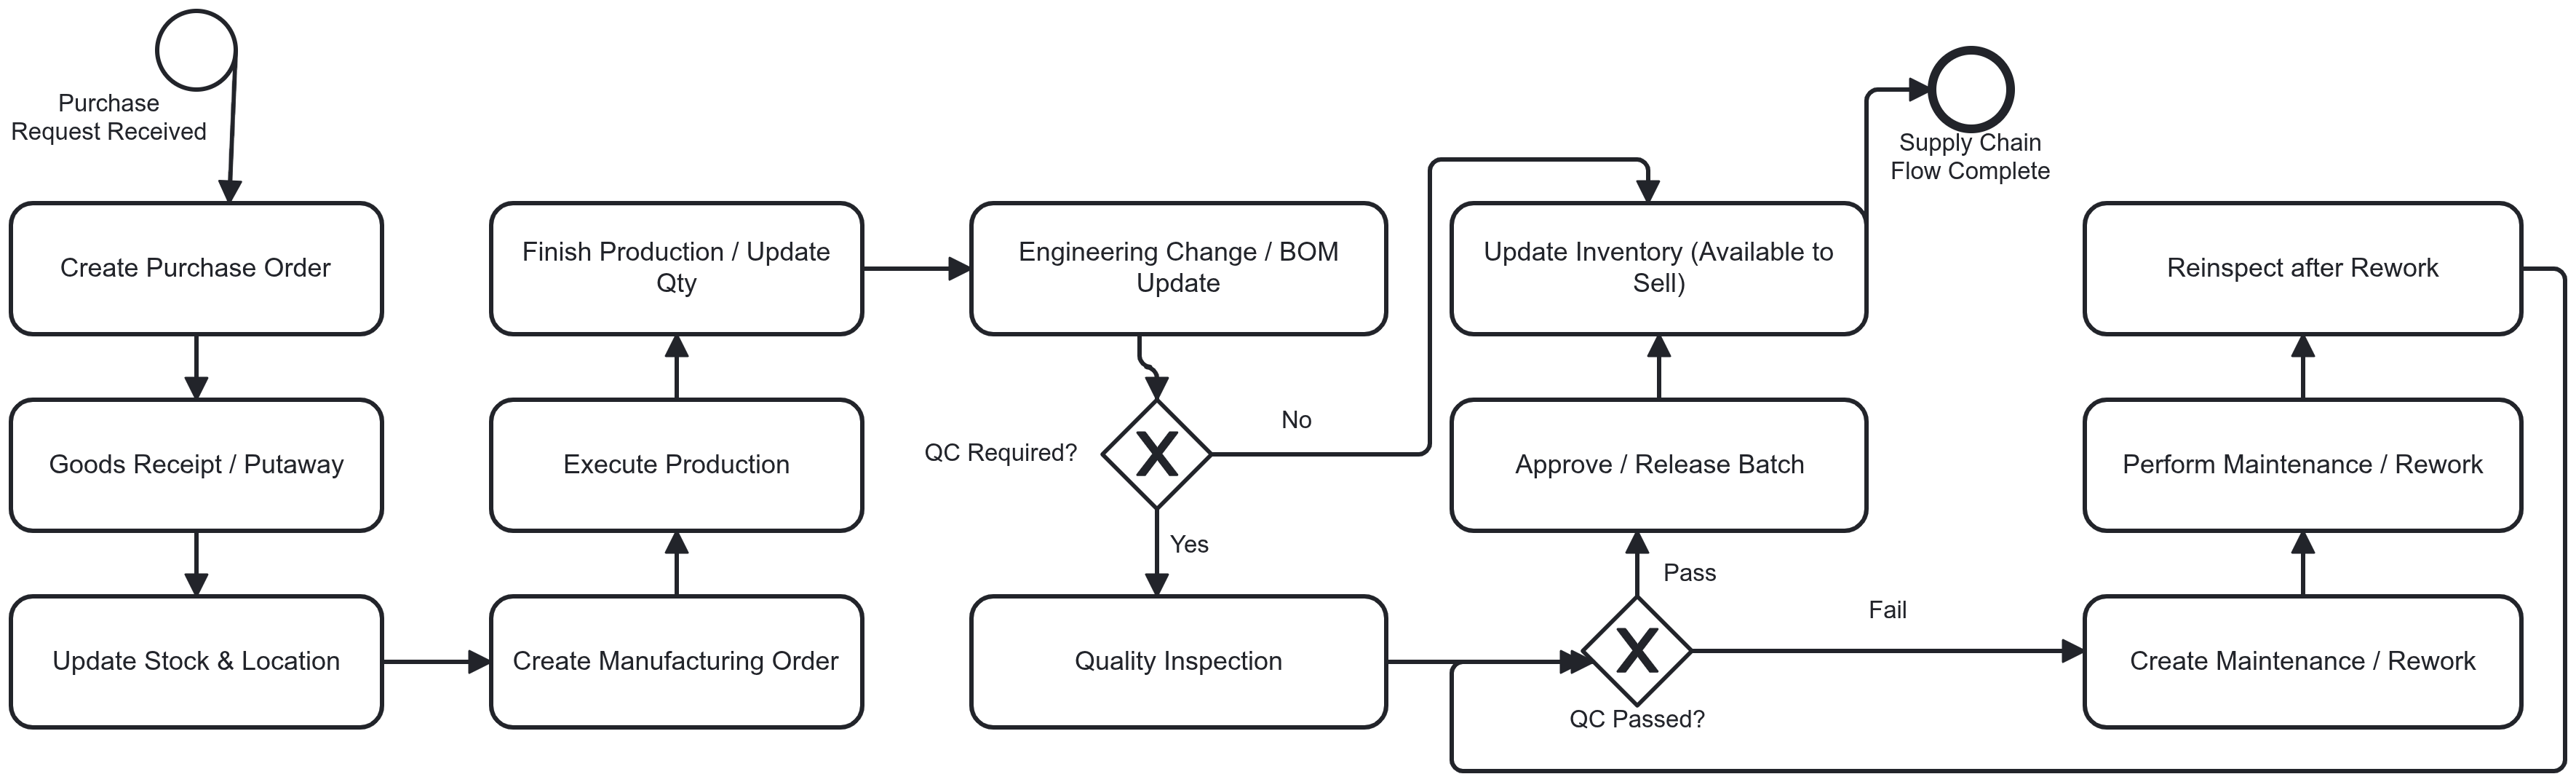 Purchase
Request Received
Create Purchase Order
Goods Receipt / Putaway
Update Stock & Location
Create Manufacturing Order
Execute Production
Finish Production / Update
Qty
Engineering Change / BOM
Update
QC Required?
No
Yes
Quality Inspection
QC Passed?
Pass
Fail
Approve / Release Batch
Update Inventory (Available to
Sell)
Supply Chain
Flow Complete
Create Maintenance / Rework
Perform Maintenance / Rework
Reinspect after Rework